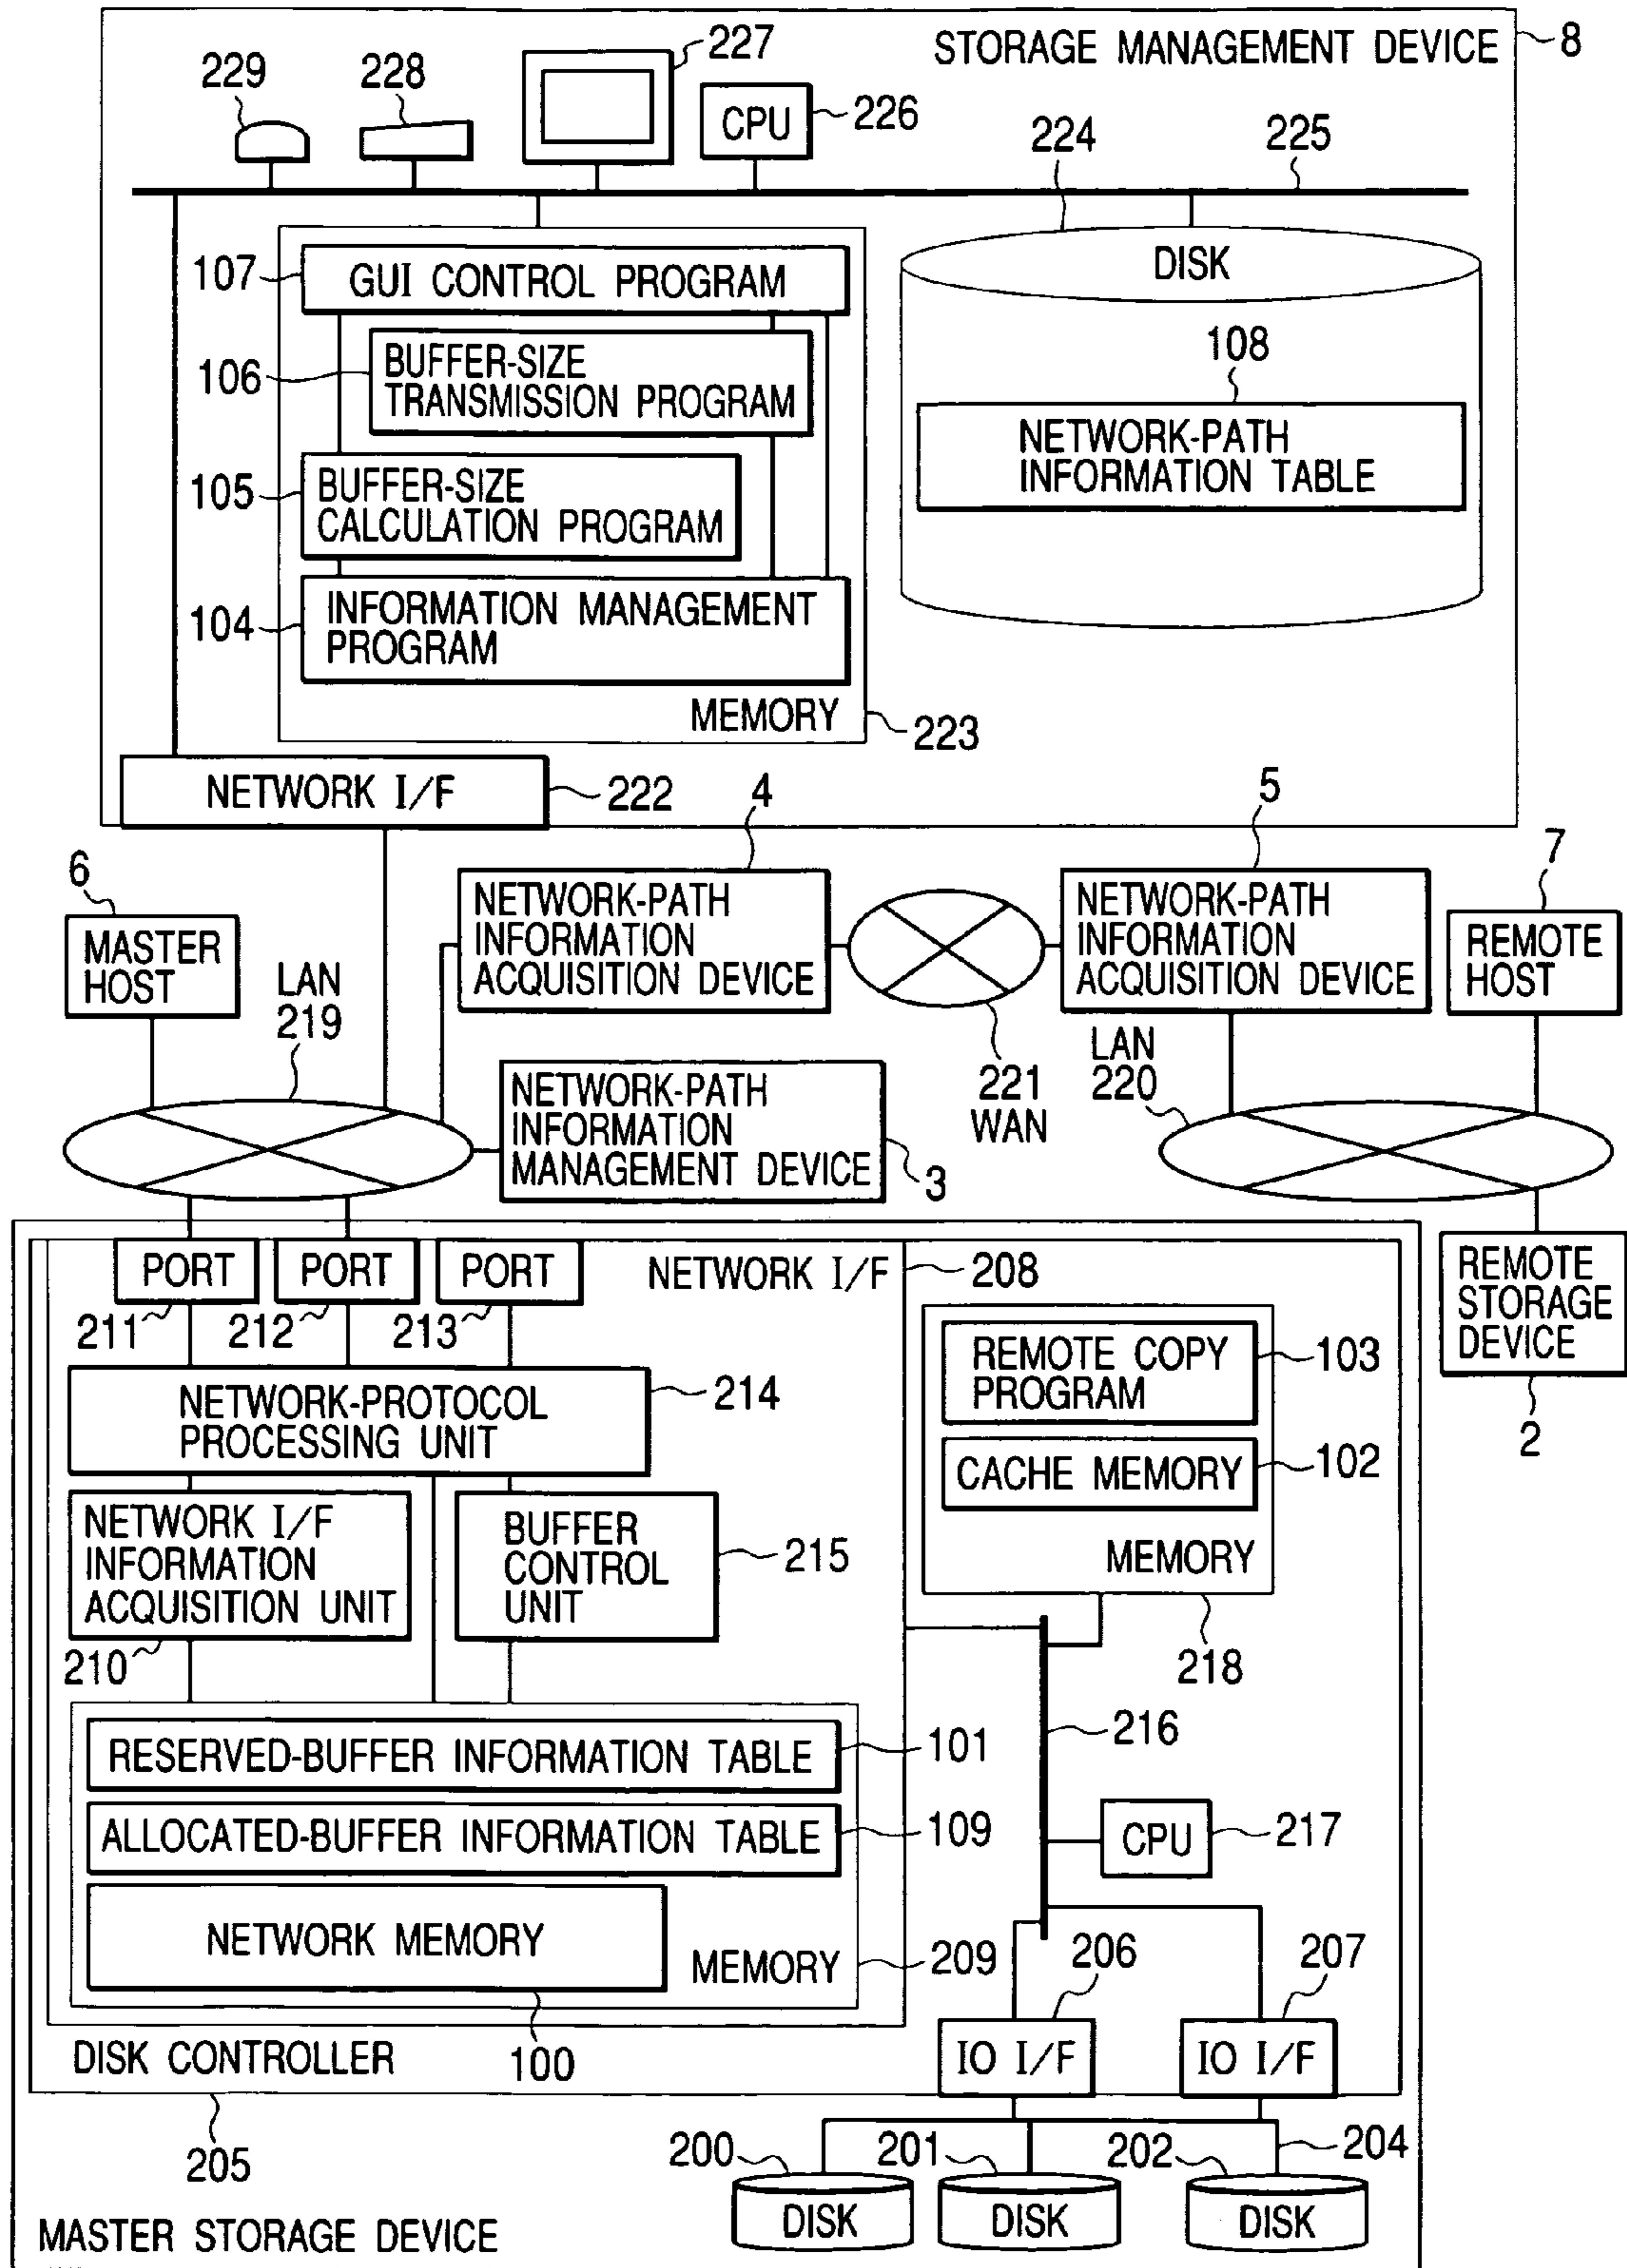 STORAGE MANAGEMENT DEVICE
8
229
228
227
CPU
226
224
225
107
GUI CONTROL PROGRAM
DISK
106
BUFFER-SIZE
TRANSMISSION PROGRAM
108
NETWORK-PATH
INFORMATION TABLE
105
BUFFER-SIZE
CALCULATION PROGRAM
104
INFORMATION MANAGEMENT
PROGRAM
MEMORY
223
NETWORK I/F
222
4
5
6
7
MASTER
HOST
NETWORK-PATH
INFORMATION
ACQUISITION DEVICE
NETWORK-PATH
INFORMATION
ACQUISITION DEVICE
REMOTE
HOST
LAN
219
221
WAN
LAN
220
NETWORK-PATH
INFORMATION
MANAGEMENT DEVICE
3
PORT
PORT
PORT
NETWORK I/F
208
211
212
213
REMOTE
STORAGE
DEVICE
2
REMOTE COPY
PROGRAM
103
NETWORK-PROTOCOL
PROCESSING UNIT
214
CACHE MEMORY
102
MEMORY
218
NETWORK I/F
INFORMATION
ACQUISITION UNIT
210
BUFFER
CONTROL
UNIT
215
216
RESERVED-BUFFER INFORMATION TABLE
101
ALLOCATED-BUFFER INFORMATION TABLE
109
CPU
217
NETWORK MEMORY
MEMORY
209
206
207
DISK CONTROLLER
100
IO I/F
IO I/F
205
200
201
202
204
DISK
DISK
DISK
MASTER STORAGE DEVICE